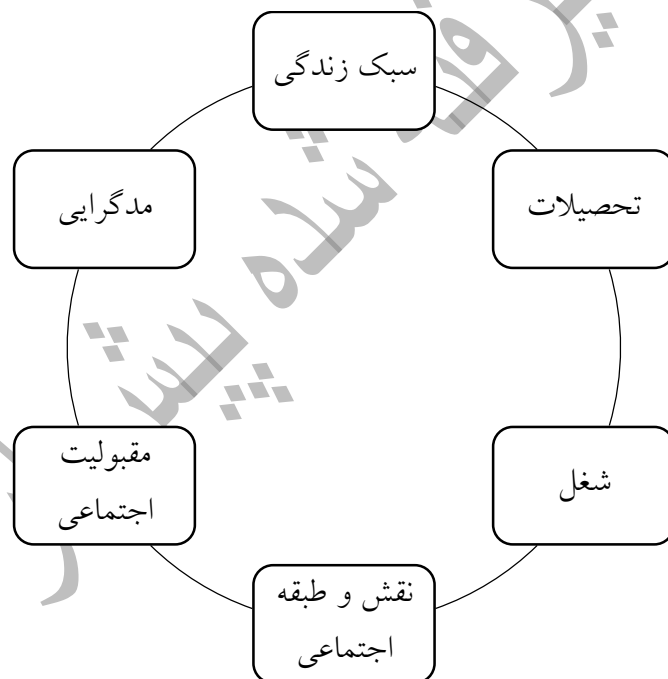 سبک زندگی
تحصیلات
شغل
نقش و طبقه
اجتماعی
مقبولیت
اجتماعی
مدگرایی